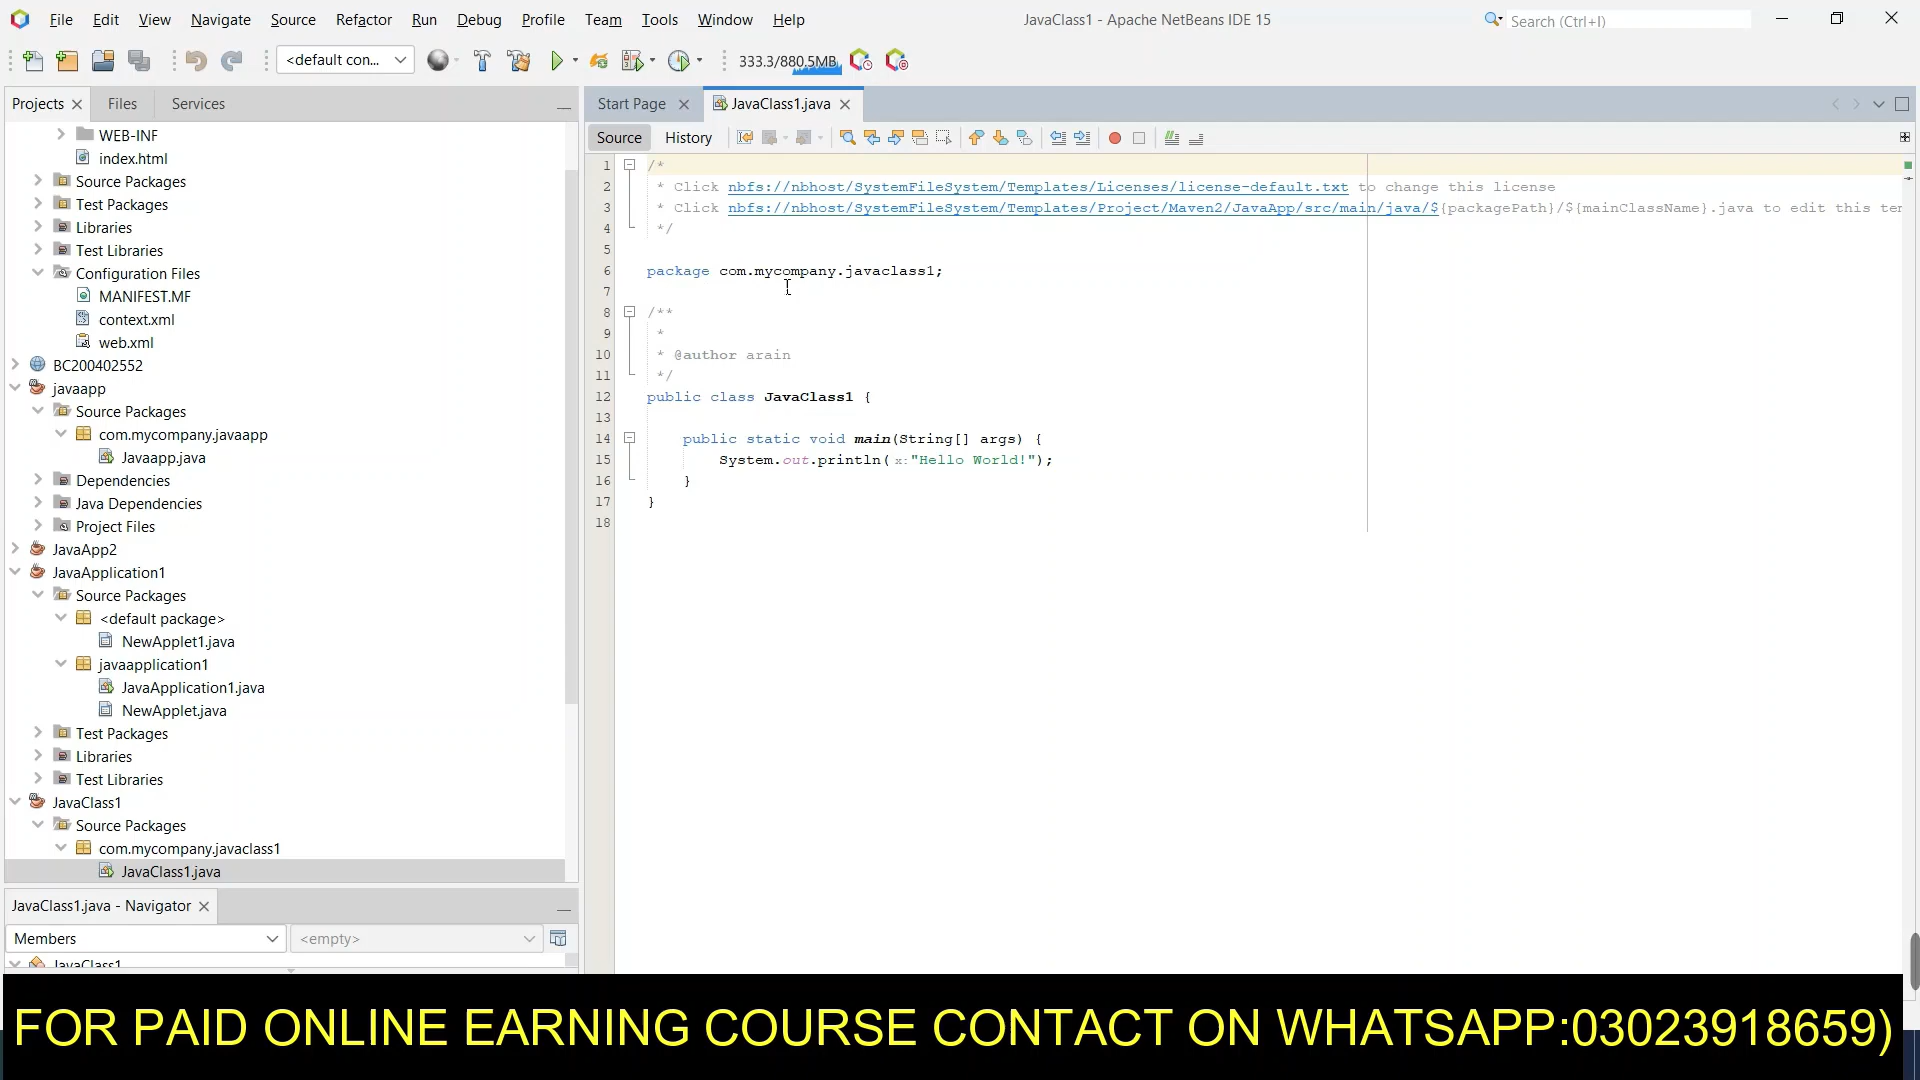 File Edit View Navigate Source Refactor Run Debug Profile Team Tools Window Help
JavaClass1 - Apache NetBeans IDE 15
Search (Ctrl+I)
<default con...
333.3/880.5MB
Projects
Files
Services
Start Page
JavaClass1.java
Source
History
WEB-INF
index.html
Source Packages
Test Packages
Libraries
Test Libraries
Configuration Files
MANIFEST.MF
context.xml
web.xml
BC200402552
javaapp
Source Packages
com.mycompany.javaapp
Javaapp.java
Dependencies
Java Dependencies
Project Files
JavaApp2
JavaApplication1
Source Packages
<default package>
NewApplet1.java
javaapplication1
JavaApplication1.java
NewApplet.java
Test Packages
Libraries
Test Libraries
JavaClass1
Source Packages
com.mycompany.javaclass1
JavaClass1.java
JavaClass1.java - Navigator
Members
<empty>
JavaClass1
1 /*
2 * Click nbfs://nbhost/SystemFileSystem/Templates/Licenses/license-default.txt to change this license
3 * Click nbfs://nbhost/SystemFileSystem/Templates/Project/Maven2/JavaApp/src/main/java/${packagePath}/${mainClassName}.java to edit this tem
4 */
5
6 package com.mycompany.javaclass1;
7
8 /**
9 *
10 * @author arain
11 */
12 public class JavaClass1 {
13
14 public static void main(String[] args) {
15 System.out.println( x: "Hello World!");
16 }
17 }
18
FOR PAID ONLINE EARNING COURSE CONTACT ON WHATSAPP:03023918659)